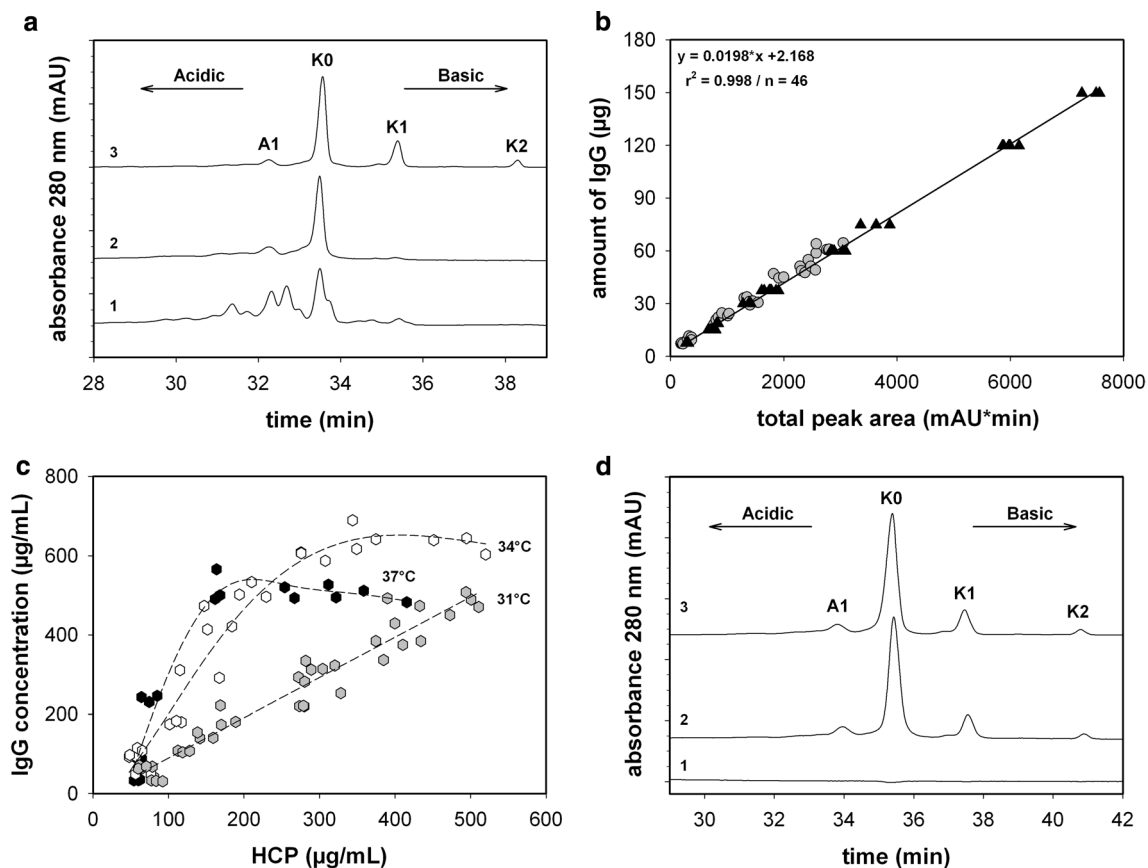 a
K0
Acidic
Basic
A1
K1
K2
3
2
1
absorbance 280 nm (mAU)
28 30 32 34 36 38
time (min)
b
y = 0.0198*x +2.168
r² = 0.998 / n = 46
180
150
120
90
60
30
0
amount of IgG (µg)
0 2000 4000 6000 8000
total peak area (mAU*min)
c
800
600
400
200
0
IgG concentration (µg/mL)
34°C
37°C
31°C
0 100 200 300 400 500 600
HCP (µg/mL)
d
K0
Acidic
Basic
A1
K1
K2
3
2
1
absorbance 280 nm (mAU)
30 32 34 36 38 40 42
time (min)